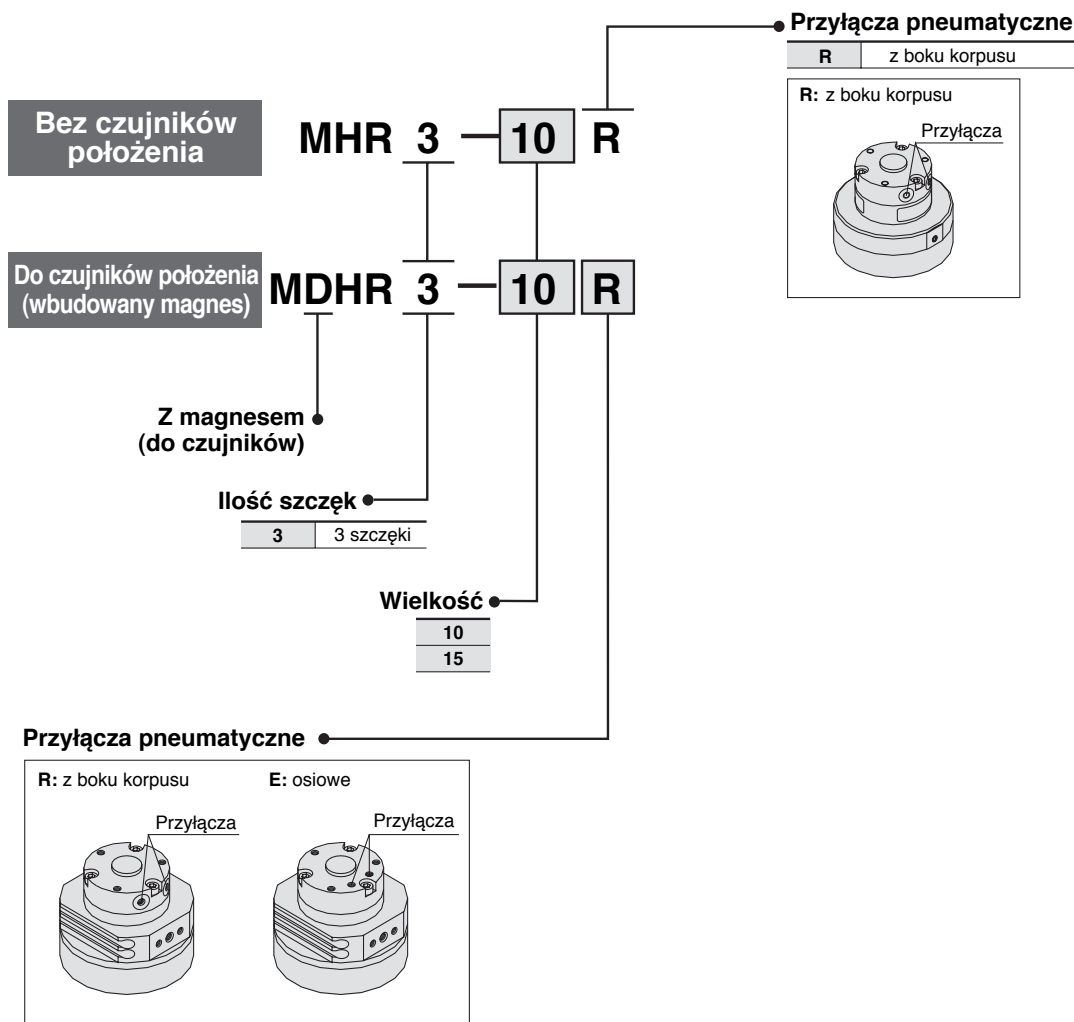 Przyłącza pneumatyczne
R z boku korpusu
R: z boku korpusu
Przyłącza
Bez czujników
położenia
MHR 3 — 10 R
Do czujników położenia
(wbudowany magnes)
MDHR 3 — 10 R
Z magnesem
(do czujników)
Ilość szczęk
3 3 szczęki
Wielkość
10
15
Przyłącza pneumatyczne
R: z boku korpusu E: osiowe
Przyłącza Przyłącza